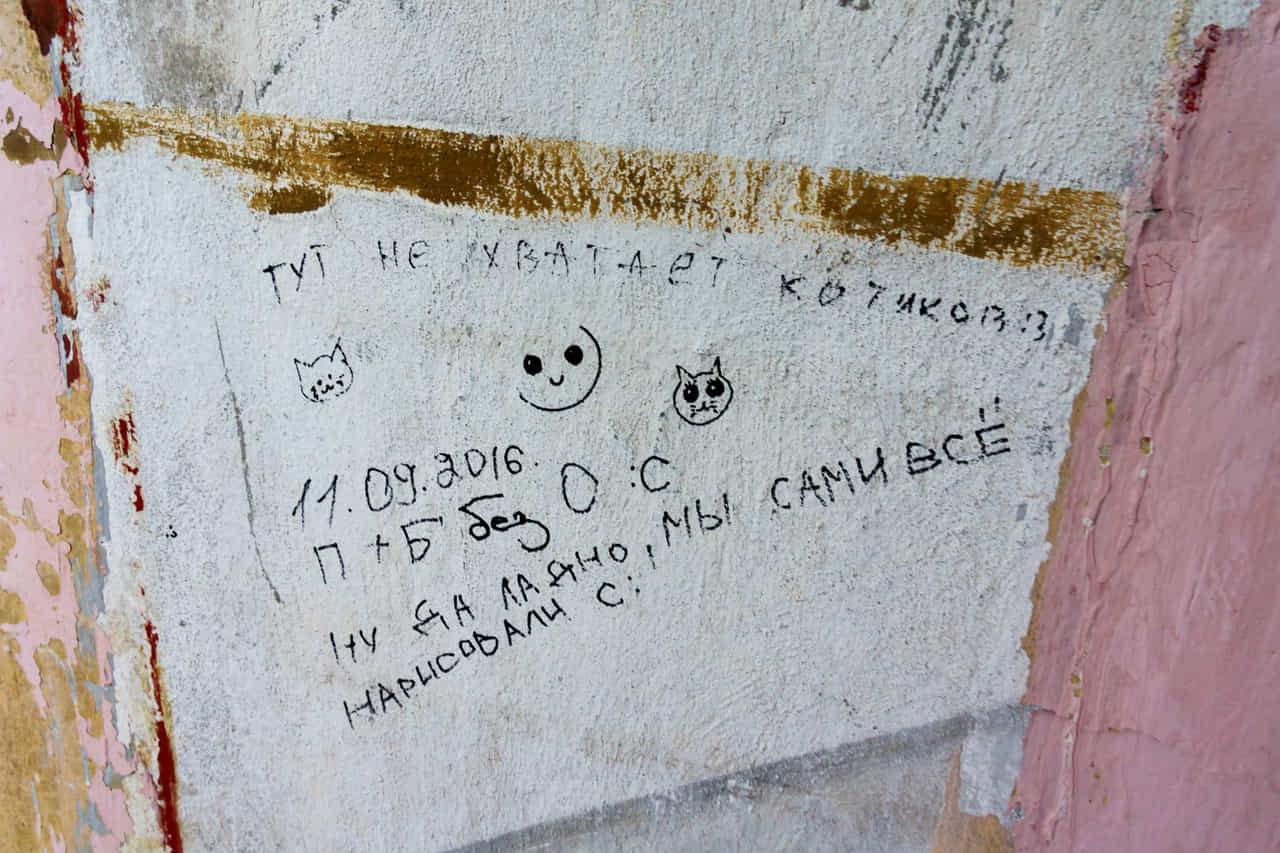 ТУТ НЕ ХВАТАЕТ КОТИКОВ:3
11.09.2016.
П + Б без О :С
НУ ДА ЛАДНО, МЫ САМИ ВСЁ
НАРИСОВАЛИ С: